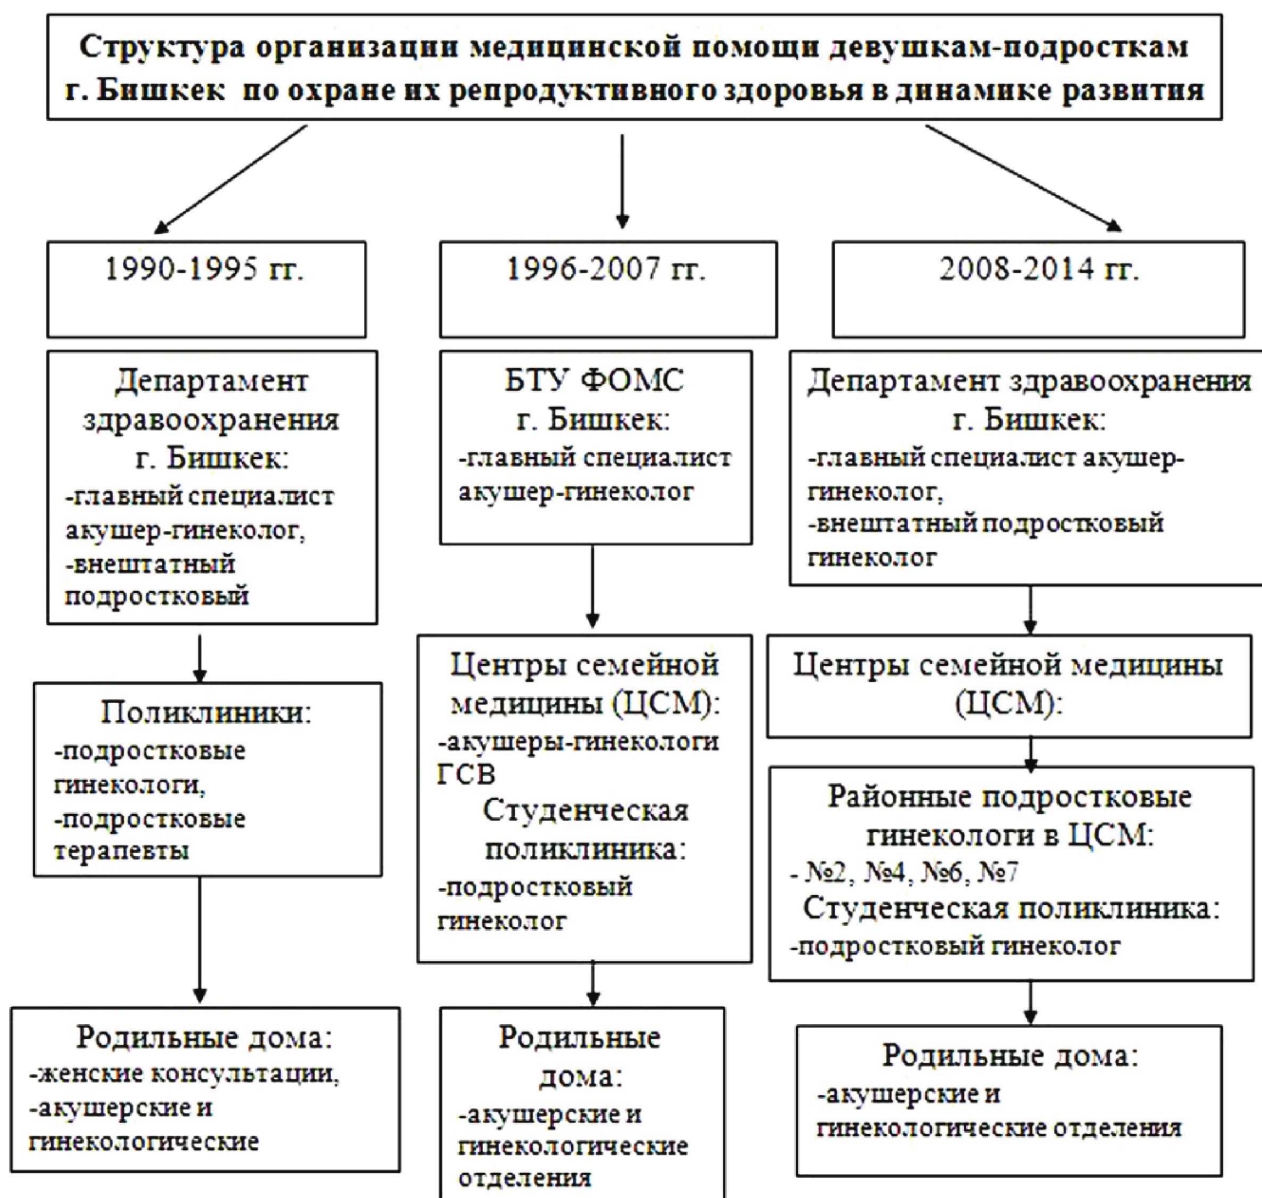 Структура организации медицинской помощи девушкам-подросткам
г. Бишкек по охране их репродуктивного здоровья в динамике развития
1990-1995 гг.
Департамент
здравоохранения
г. Бишкек:
-главный специалист
акушер-гинеколог,
-внештатный
подростковый
Поликлиники:
-подростковые
гинекологи,
-подростковые
терапевты
Родильные дома:
-женские консультации,
-акушерские и
гинекологические
1996-2007 гг.
БТУ ФОМС
г. Бишкек:
-главный специалист
акушер-гинеколог
Центры семейной
медицины (ЦСМ):
-акушеры-гинекологи
ГСВ
Студенческая
поликлиника:
-подростковый
гинеколог
Родильные
дома:
-акушерские и
гинекологические
отделения
2008-2014 гг.
Департамент здравоохранения
г. Бишкек:
-главный специалист акушер-
гинеколог,
-внештатный подростковый
гинеколог
Центры семейной медицины
(ЦСМ):
Районные подростковые
гинекологи в ЦСМ:
- №2, №4, №6, №7
Студенческая поликлиника:
-подростковый гинеколог
Родильные дома:
-акушерские и
гинекологические отделения